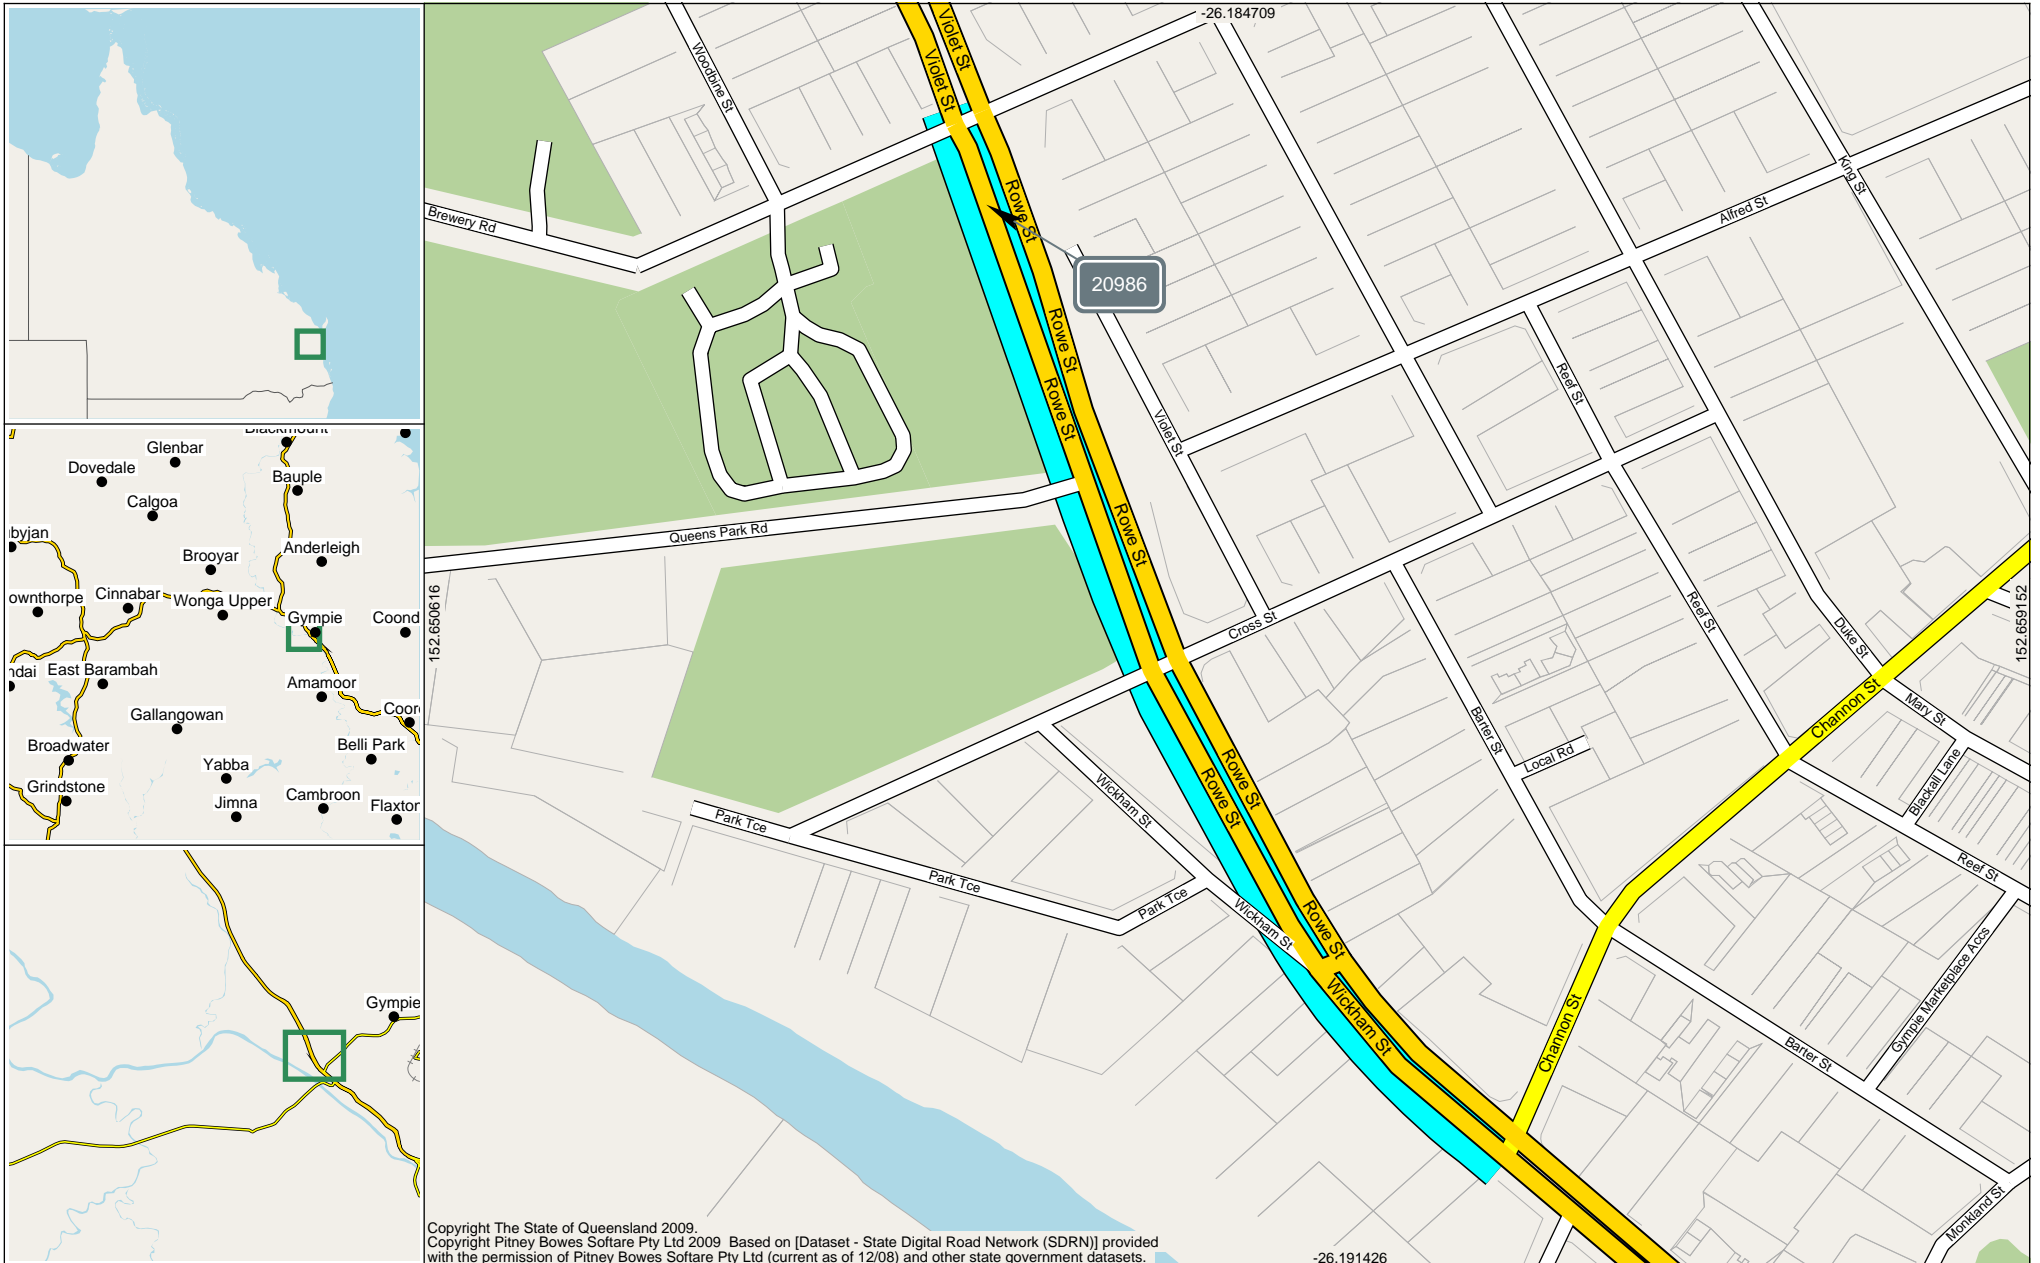 Blackmount
Glenbar
Dovedale
Bauple
Calgoa
byjan
Brooyar
Anderleigh
ownthorpe
Cinnabar
Wonga Upper
Gympie
Coond
ndai
East Barambah
Amamoor
Gallangowan
Coor
Broadwater
Belli Park
Yabba
Grindstone
Cambroon
Jimna
Flaxton
Gympie
-26.184709
Violet St
Violet St
Woodbine St
King St
Brewery Rd
Rowe St
Alfred St
20986
Rowe St
Rowe St
Reef St
Violet St
Queens Park Rd
Rowe St
152.650616
152.659152
Cross St
Reef St
Duke St
Channon St
Mary St
Barter St
Local Rd
Blackall Lane
Rowe St
Rowe St
Wickham St
Park Tce
Park Tce
Park Tce
Wickham St
Rowe St
Reef St
Wickham St
Channon St
Gympie Marketplace Accs
Barter St
Monkland St
Copyright The State of Queensland 2009.
Copyright Pitney Bowes Softare Pty Ltd 2009  Based on [Dataset - State Digital Road Network (SDRN)] provided
with the permission of Pitney Bowes Softare Pty Ltd (current as of 12/08) and other state government datasets.
-26.191426